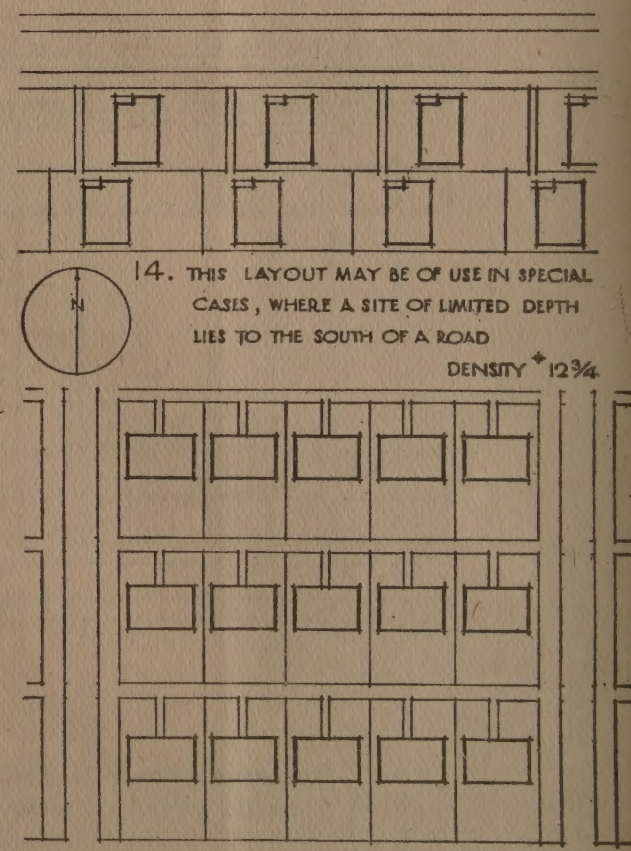 N
14. THIS LAYOUT MAY BE OF USE IN SPECIAL
CASES, WHERE A SITE OF LIMITED DEPTH
LIES TO THE SOUTH OF A ROAD
DENSITY * 12¾